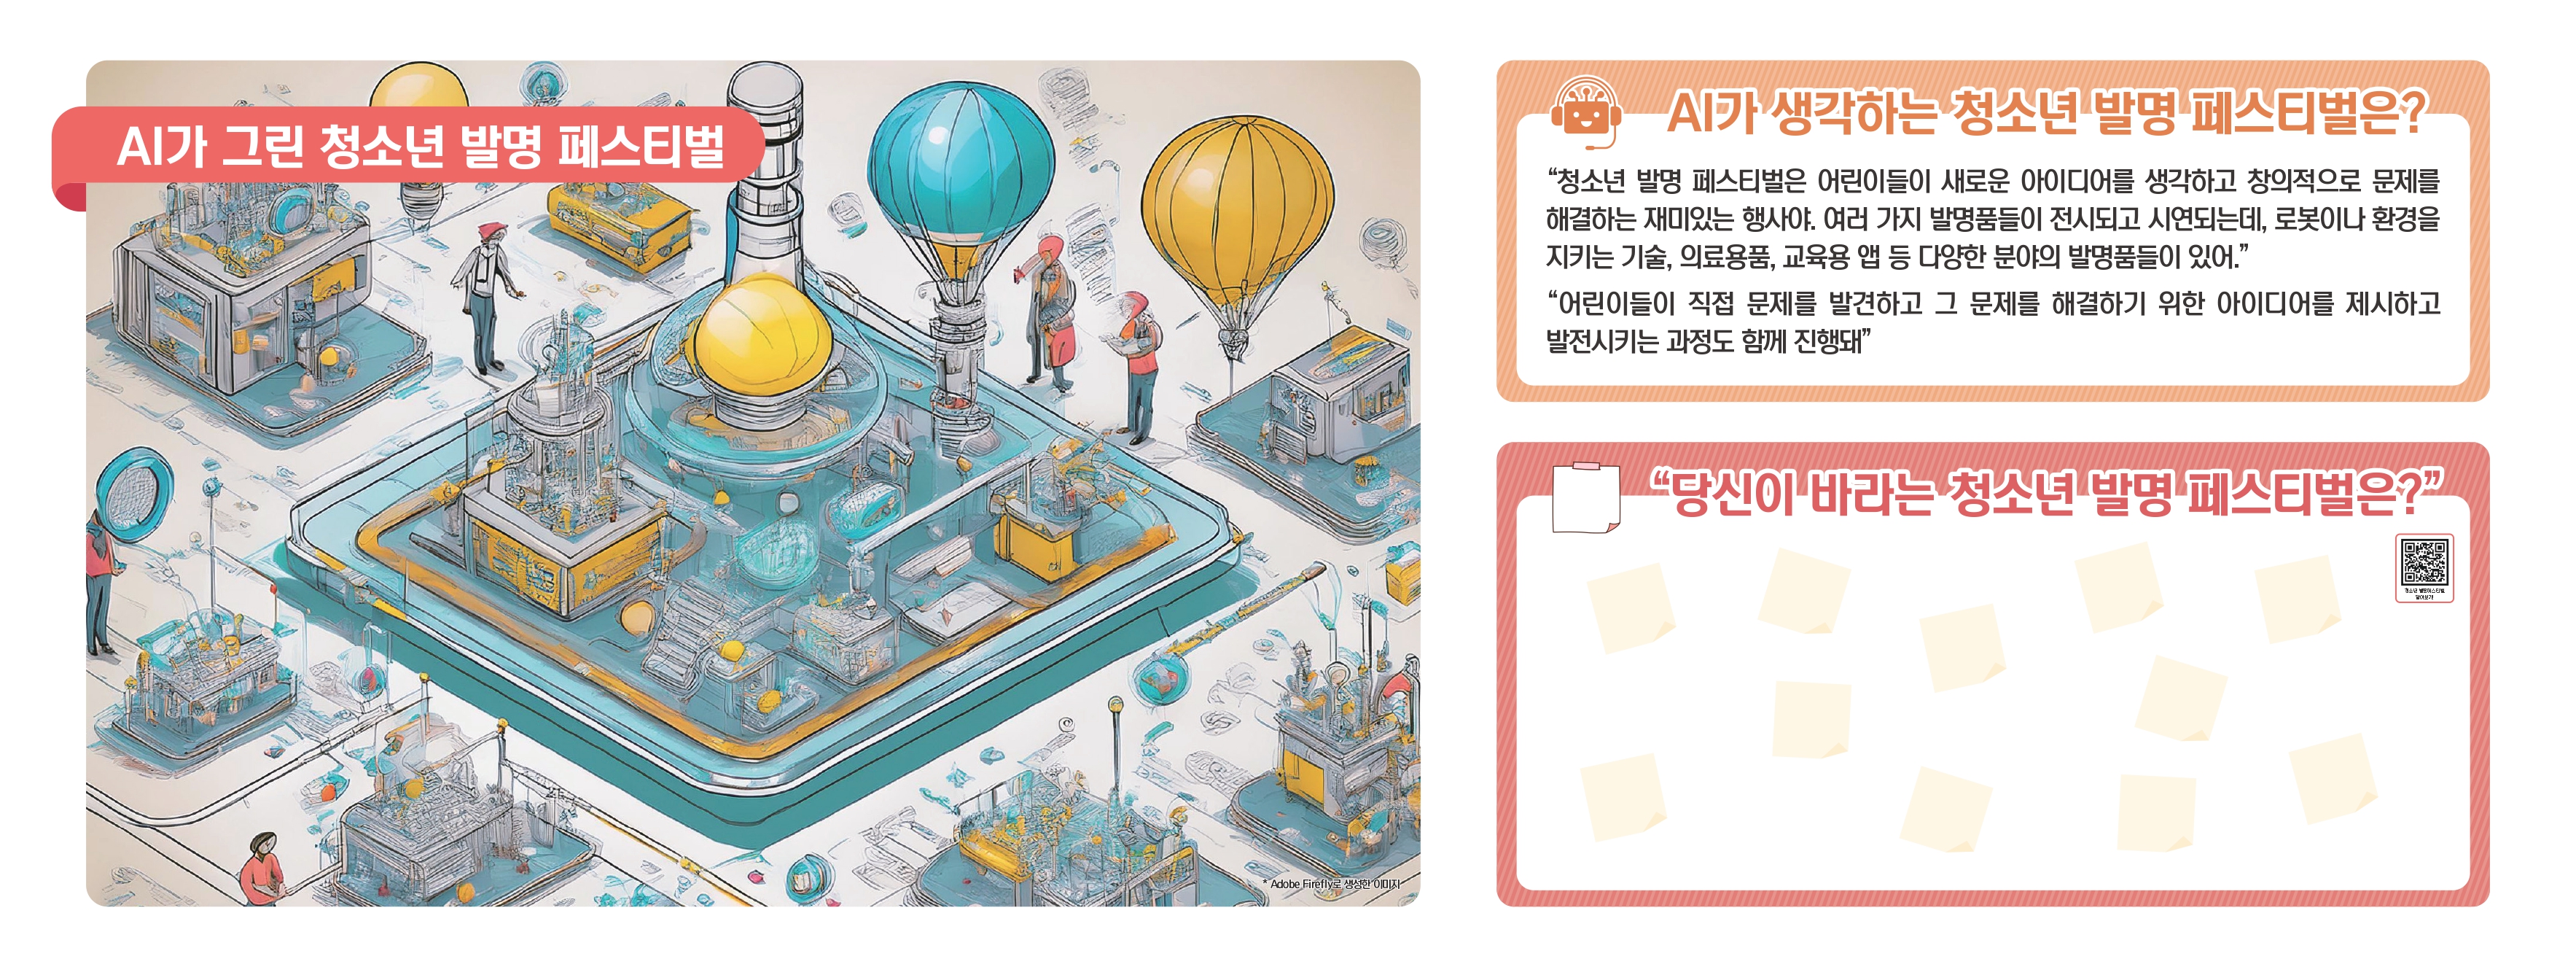 AI가 그린 청소년 발명 페스티벌
* Adobe Firefly로 생성한 이미지
AI가 생각하는 청소년 발명 페스티벌은?
“청소년 발명 페스티벌은 어린이들이 새로운 아이디어를 생각하고 창의적으로 문제를
해결하는 재미있는 행사야. 여러 가지 발명품들이 전시되고 시연되는데, 로봇이나 환경을
지키는 기술, 의료용품, 교육용 앱 등 다양한 분야의 발명품들이 있어.”
“어린이들이 직접 문제를 발견하고 그 문제를 해결하기 위한 아이디어를 제시하고
발전시키는 과정도 함께 진행돼”
“당신이 바라는 청소년 발명 페스티벌은?”
청소년 발명페스티벌